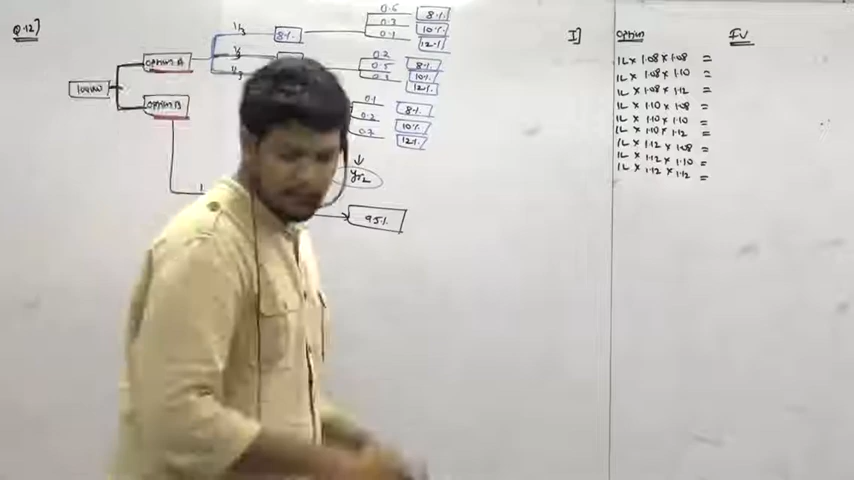 Q.12]
Option A
Option B
1/3
1/3
1/3
8%
0.6
0.3
0.1
8%
10%
12%
0.2
0.5
0.3
8%
10%
12%
0.1
0.2
0.7
8%
10%
12%
Yr2
1
9.5%
I]
Option
FV
1L × 1.08 × 1.08 =
1L × 1.08 × 1.10 =
1L × 1.08 × 1.12 =
1L × 1.10 × 1.08 =
1L × 1.10 × 1.10 =
1L × 1.10 × 1.12 =
1L × 1.12 × 1.08 =
1L × 1.12 × 1.10 =
1L × 1.12 × 1.12 =